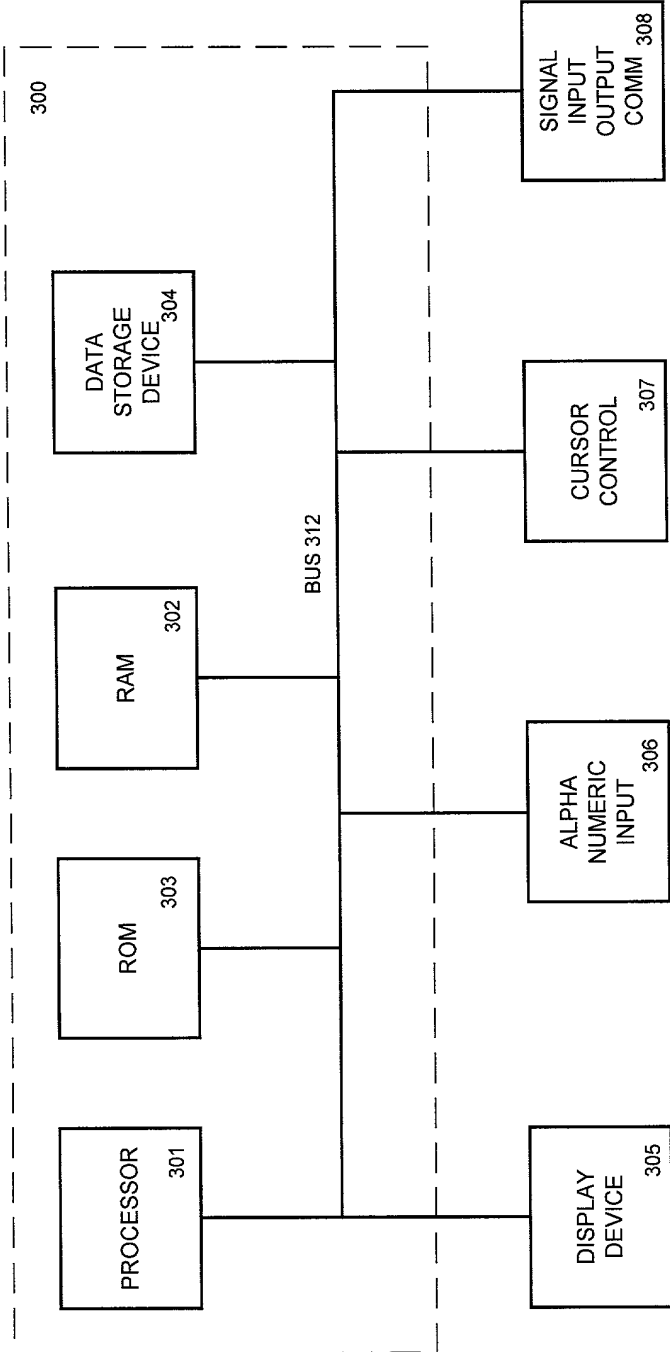 300
PROCESSOR
301
ROM
303
RAM
302
DATA
STORAGE
DEVICE
304
BUS 312
DISPLAY
DEVICE
305
ALPHA
NUMERIC
INPUT
306
CURSOR
CONTROL
307
SIGNAL
INPUT
OUTPUT
COMM
308